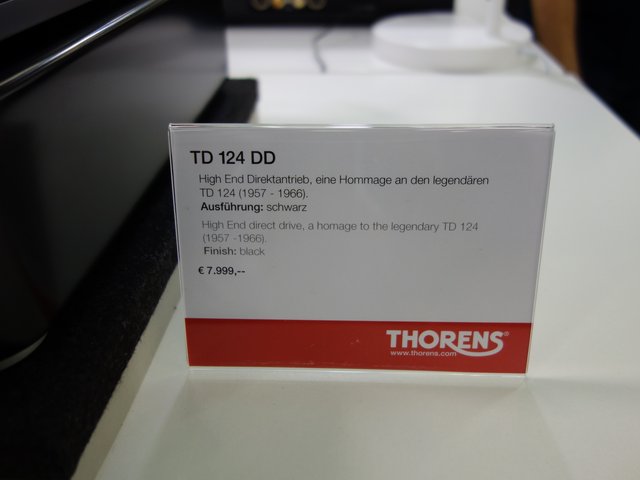 TD 124 DD
High End Direktantrieb, eine Hommage an den legendären
TD 124 (1957 - 1966).
Ausführung: schwarz
High End direct drive, a homage to the legendary TD 124
(1957 -1966).
Finish: black
€ 7.999,--
THORENS®
www.thorens.com